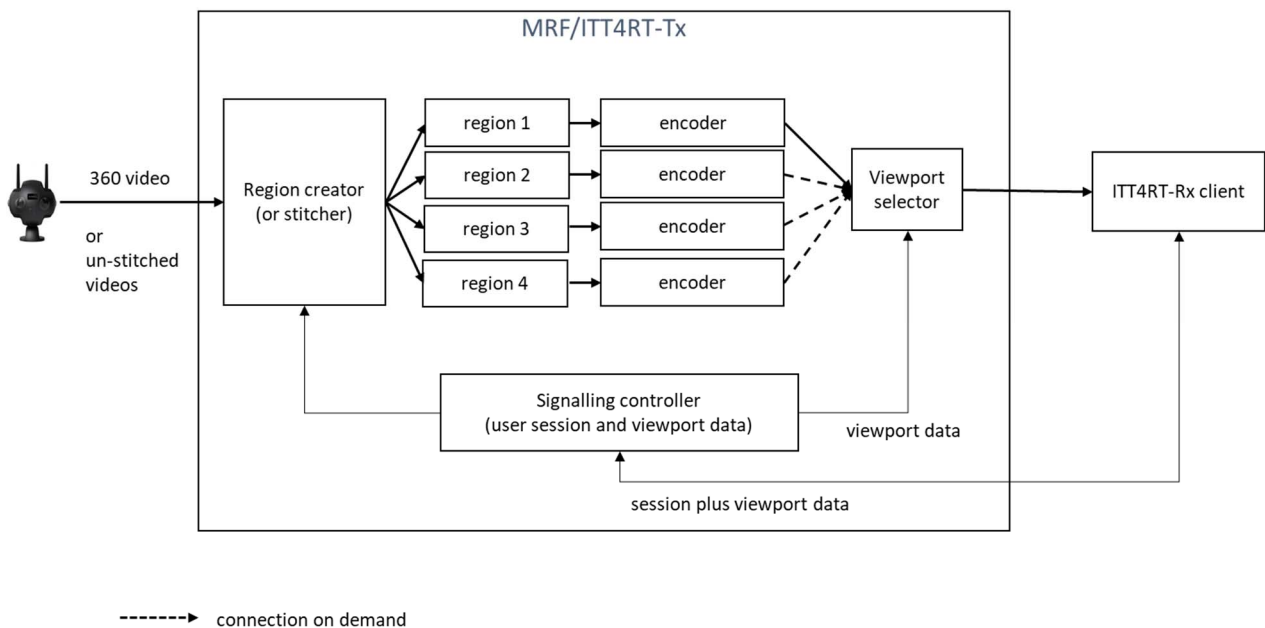 MRF/ITT4RT-Tx
360 video
or
un-stitched
videos
Region creator
(or stitcher)
region 1
encoder
region 2
encoder
region 3
encoder
region 4
encoder
Viewport
selector
ITT4RT-Rx client
Signalling controller
(user session and viewport data)
viewport data
session plus viewport data
connection on demand